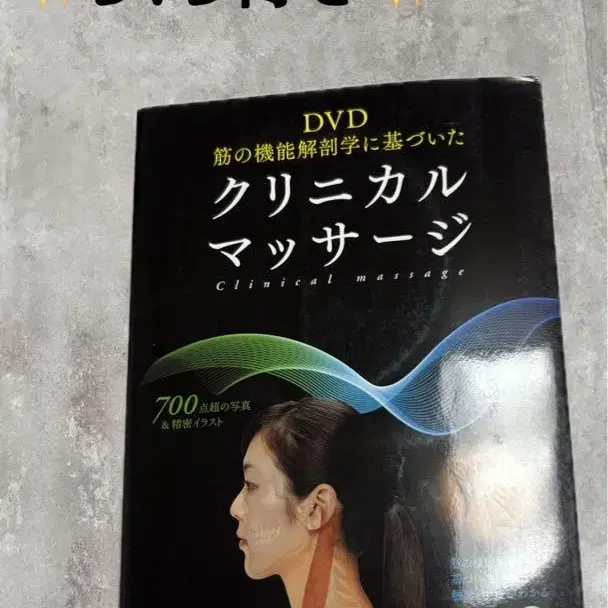 DVD
筋の機能解剖学に基づいた
クリニカル
マッサージ
Clinical massage
700点超の写真
&精密イラスト